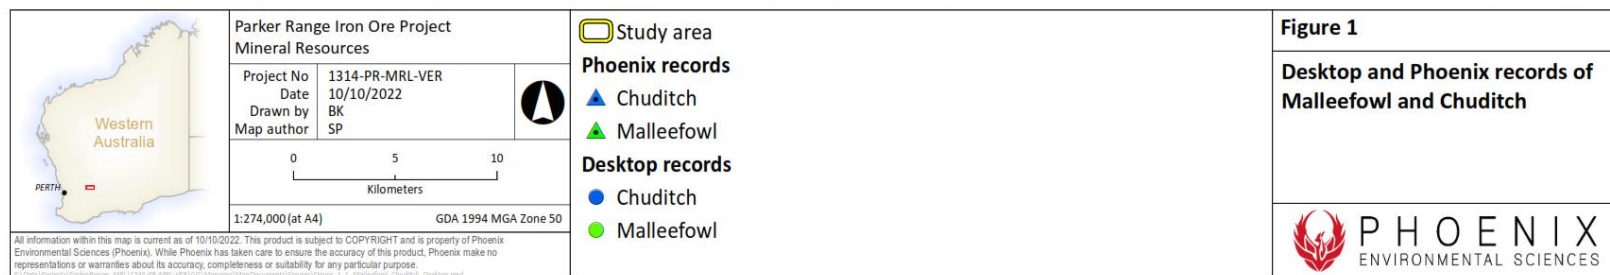 Western
Australia
PERTH
Parker Range Iron Ore Project
Mineral Resources
Project No 1314-PR-MRL-VER
Date 10/10/2022
Drawn by BK
Map author SP
0 5 10
Kilometers
1:274,000 (at A4) GDA 1994 MGA Zone 50
All information within this map is current as of 10/10/2022. This product is subject to COPYRIGHT and is property of Phoenix
Environmental Sciences (Phoenix). While Phoenix has taken care to ensure the accuracy of this product, Phoenix make no
representations or warranties about its accuracy, completeness or suitability for any particular purpose.
Study area
Phoenix records
Chuditch
Malleefowl
Desktop records
Chuditch
Malleefowl
Figure 1
Desktop and Phoenix records of
Malleefowl and Chuditch
PHOENIX
ENVIRONMENTAL SCIENCES